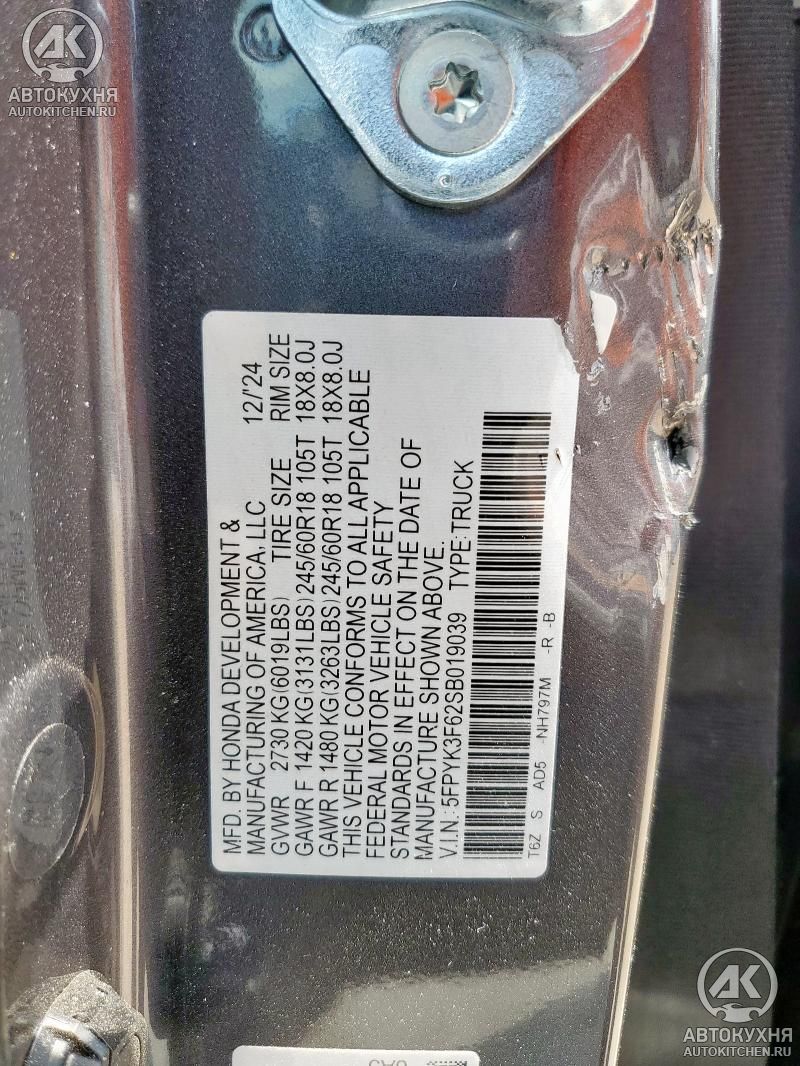 AK
АВТОКУХНЯ
AUTOKITCHEN.RU
MFD. BY HONDA DEVELOPMENT &
MANUFACTURING OF AMERICA, LLC 12/'24
GVWR 2730 KG(6019LBS) TIRE SIZE RIM SIZE
GAWR F 1420 KG(3131LBS)245/60R18 105T 18X8.0J
GAWR R 1480 KG(3263LBS)245/60R18 105T 18X8.0J
THIS VEHICLE CONFORMS TO ALL APPLICABLE
FEDERAL MOTOR VEHICLE SAFETY
STANDARDS IN EFFECT ON THE DATE OF
MANUFACTURE SHOWN ABOVE.
V.I.N.: 5FPYK3F62SB019039 TYPE:TRUCK
T6Z S AD5 -NH797M -R -B
AK
АВТОКУХНЯ
AUTOKITCHEN.RU